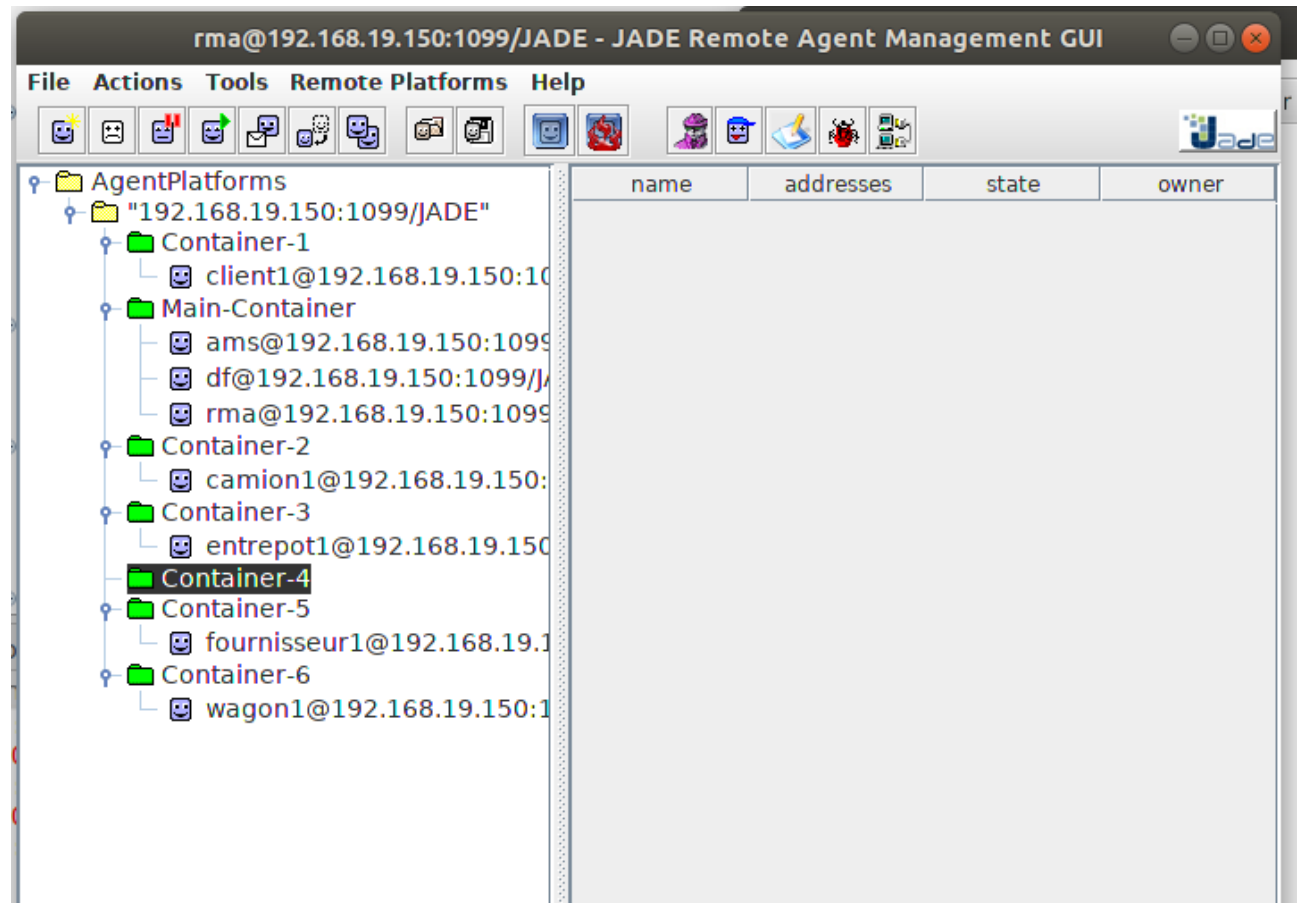 rma@192.168.19.150:1099/JADE - JADE Remote Agent Management GUI
File Actions Tools Remote Platforms Help
Jade
AgentPlatforms
name addresses state owner
"192.168.19.150:1099/JADE"
Container-1
client1@192.168.19.150:10
Main-Container
ams@192.168.19.150:1099
df@192.168.19.150:1099/JA
rma@192.168.19.150:1099
Container-2
camion1@192.168.19.150:
Container-3
entrepot1@192.168.19.150
Container-4
Container-5
fournisseur1@192.168.19.1
Container-6
wagon1@192.168.19.150:1